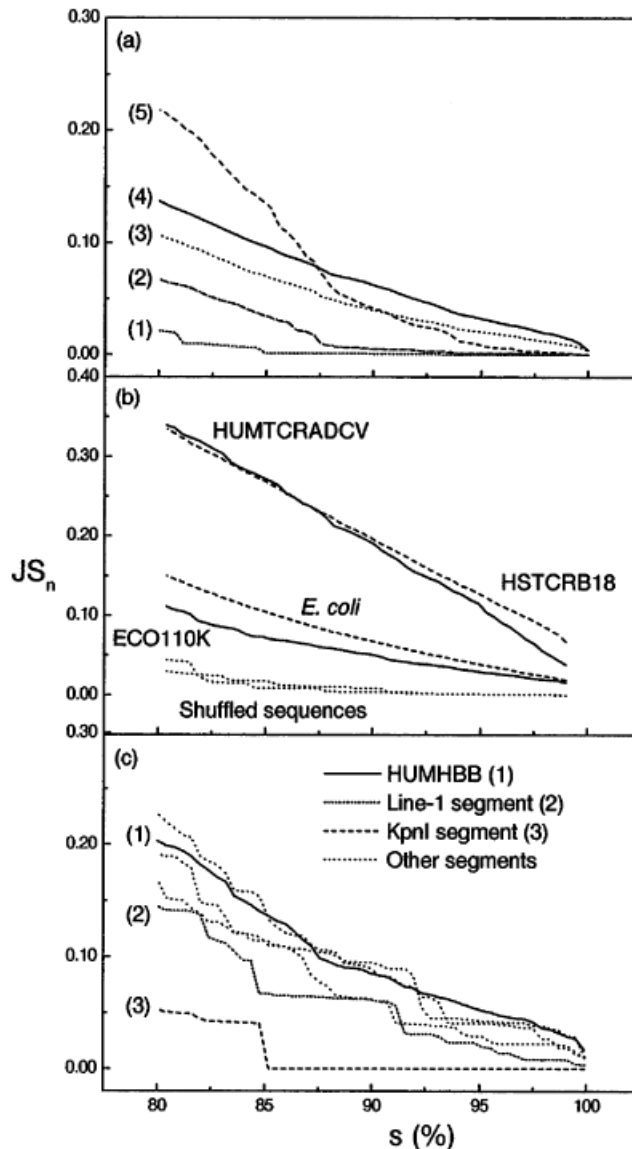 0.30
(a)
(5)
0.20
(4)
(3)
0.10
(2)
(1)
0.00
0.40
(b)
HUMTCRADCV
0.30
0.20
JSn
HSTCRB18
E. coli
0.10
ECO110K
0.00
Shuffled sequences
0.30
(c)
HUMHBB (1)
Line-1 segment (2)
KpnI segment (3)
Other segments
(1)
0.20
(2)
0.10
(3)
0.00
80 85 90 95 100
s (%)